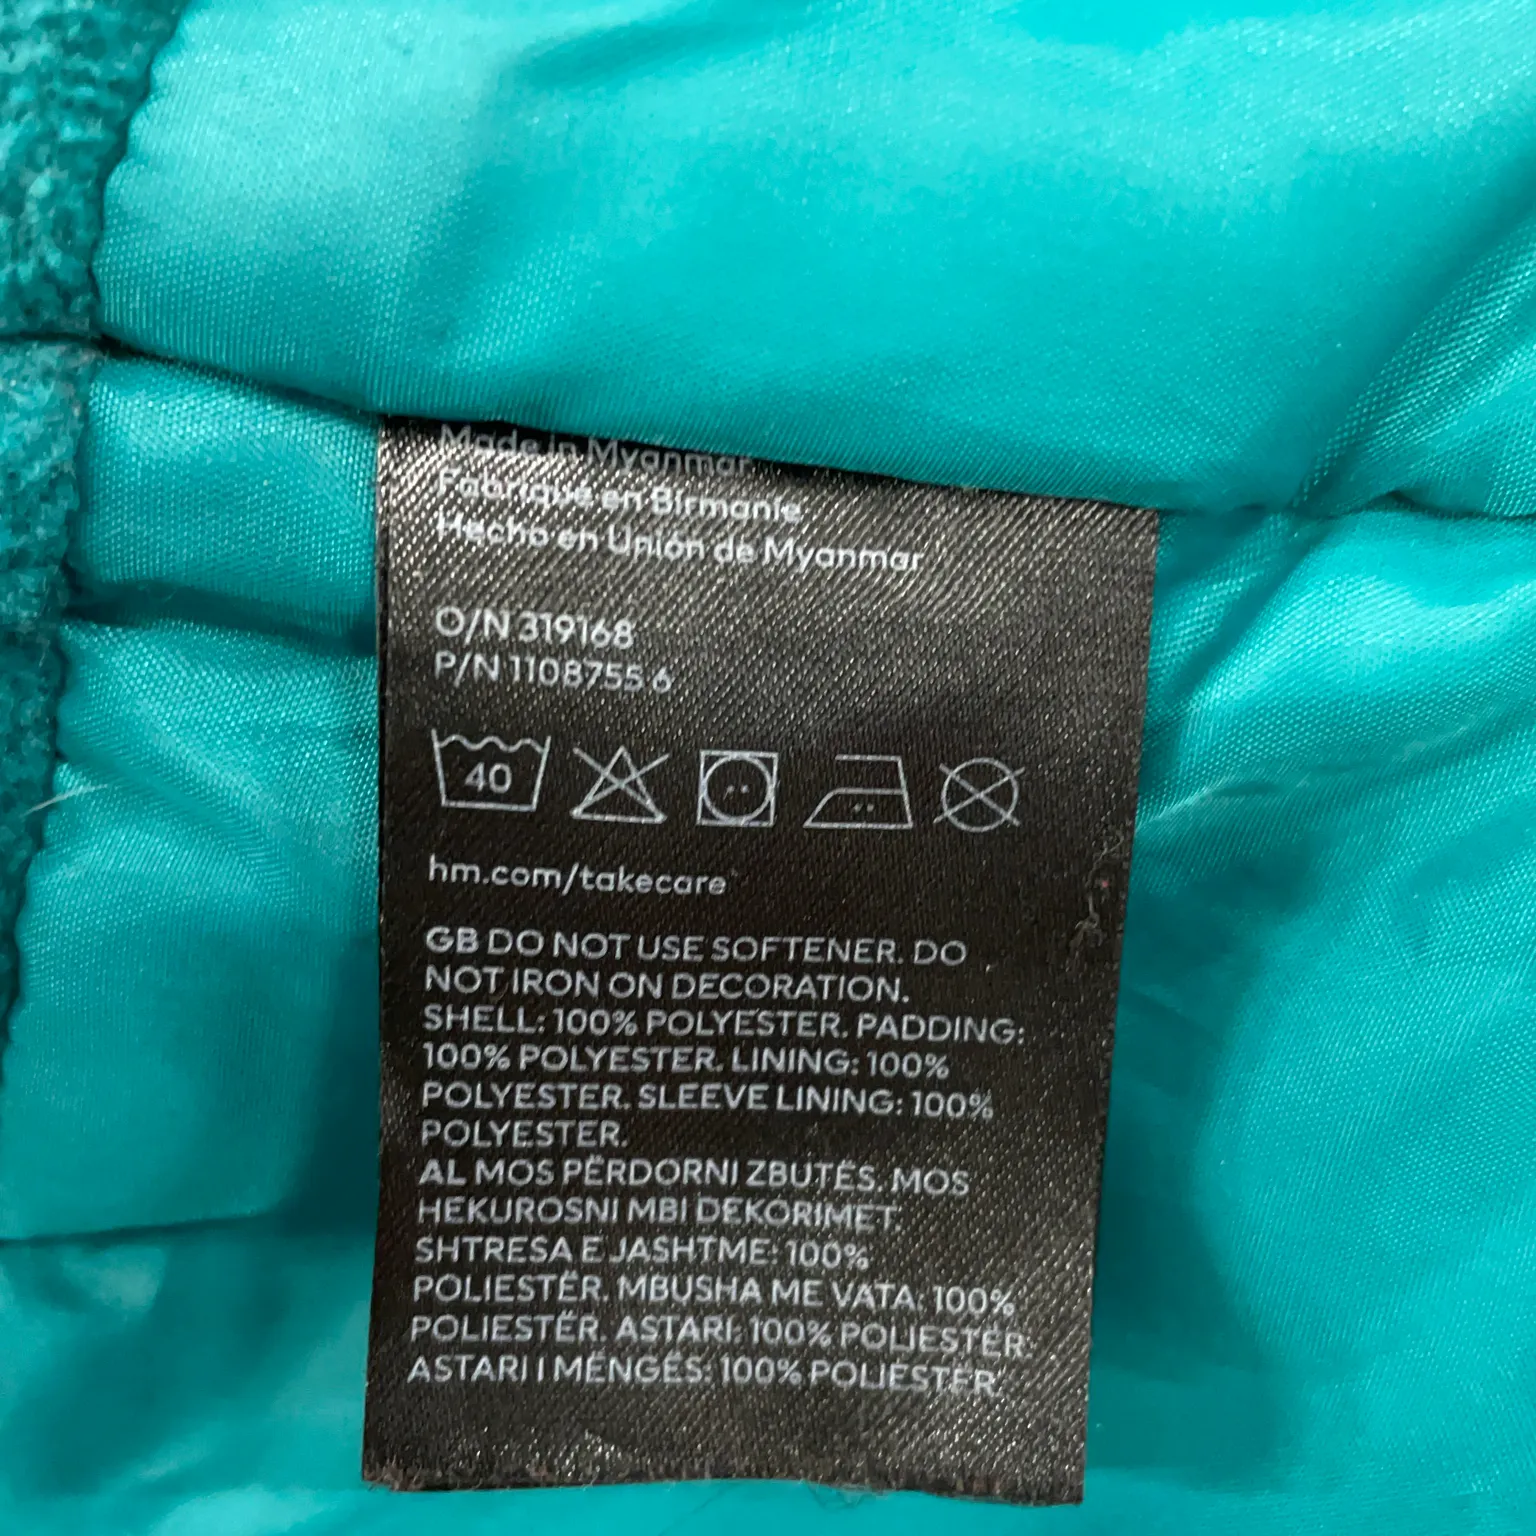 Made in Myanmar
Fabriqué en Birmanie
Hecho en Unión de Myanmar
O/N 319168
P/N 1108755 6
40
hm.com/takecare
GB DO NOT USE SOFTENER. DO
NOT IRON ON DECORATION.
SHELL: 100% POLYESTER. PADDING:
100% POLYESTER. LINING: 100%
POLYESTER. SLEEVE LINING: 100%
POLYESTER.
AL MOS PËRDORNI ZBUTËS. MOS
HEKUROSNI MBI DEKORIMET.
SHTRESA E JASHTME: 100%
POLIESTËR. MBUSHA ME VATA: 100%
POLIESTËR. ASTARI: 100% POLIESTËR.
ASTARI I MËNGËS: 100% POLIESTËR.